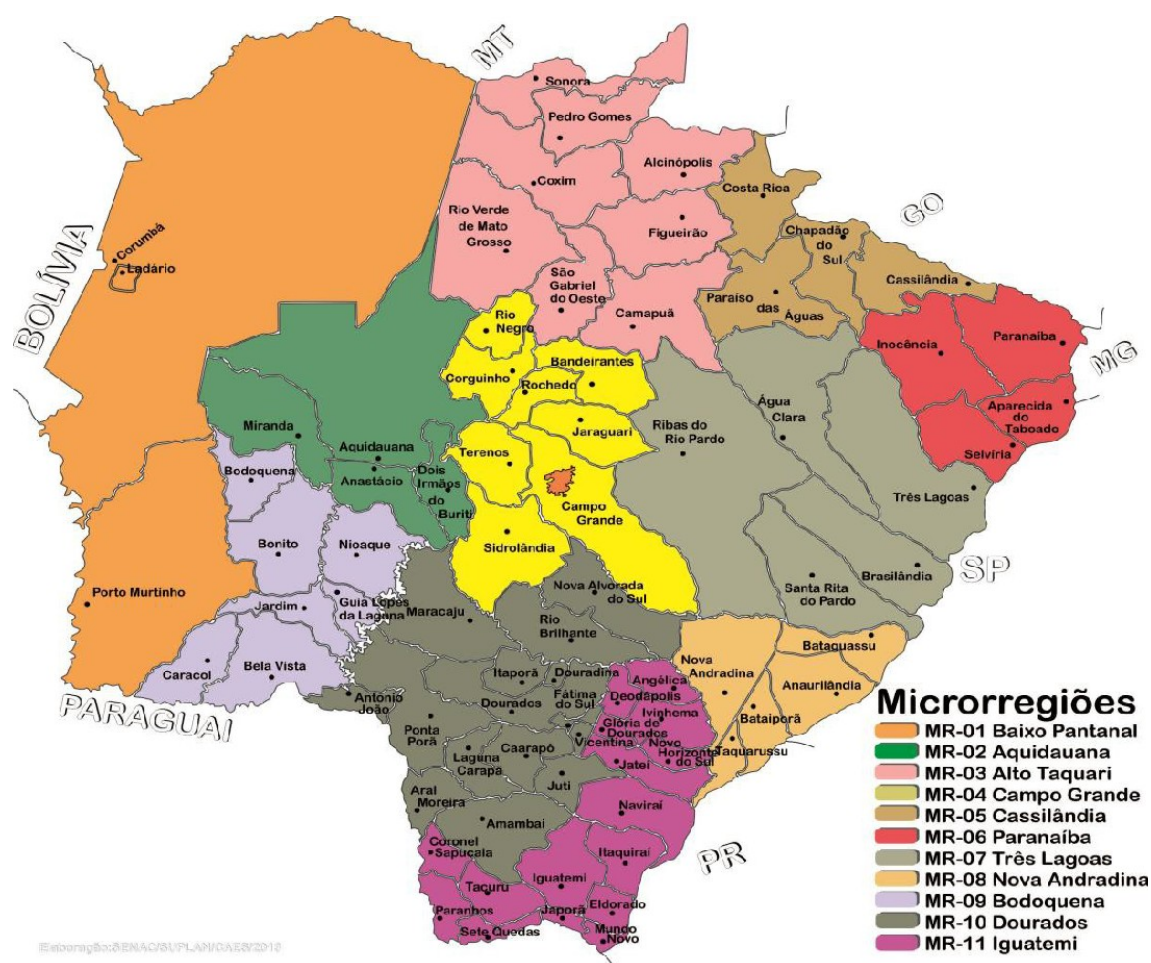 MT
Sonora
Pedro Gomes
Alcinópolis
Coxim
Costa Rica
GO
Rio Verde
de Mato
Grosso
Figueirão
Chapadão
do
Sul
BOLÍVIA
Corumbá
Ladário
São
Gabriel
do Oeste
Cassilândia
Paraíso
das
Águas
Camapuã
Rio
Negro
Inocência
Paranaiba
MG
Bandeirantes
Corguinho
Rochedo
Água
Clara
Aparecida
do
Taboado
Miranda
Aquidauana
Jaraguari
Ribas do
Rio Pardo
Selvíria
Bodoquena
Anastácio
Dois
Irmãos
do
Buriti
Terenos
Três Lagoas
Campo
Grande
Bonito
Nioaque
Sidrolândia
SP
Porto Murtinho
Jardim
Guia Lopes
da Laguna
Maracaju
Nova Alvorada
do Sul
Santa Rita
do Pardo
Brasilândia
Rio
Brilhante
Bataquassu
Caracol
Bela Vista
Itaporã
Douradina
Angélica
Nova
Andradina
Anaurilândia
PARAGUAI
Antonio
João
Dourados
Fátima
do Sul
Deodápolis
Ivinhema
Glória de
Dourados
Bataiporã
Ponta
Porã
Vicentina
Novo
Horizonte
do Sul
Taquarussu
Laguna
Carapã
Caarapó
Jatei
Juti
Aral
Moreira
Amambai
Naviraí
PR
Coronel
Sapucaia
Itaquiraí
Tacuru
Iguatemi
Paranhos
Japorã
Eldorado
Sete Quedas
Mundo
Novo
Microrregiões
MR-01 Baixo Pantanal
MR-02 Aquidauana
MR-03 Alto Taquari
MR-04 Campo Grande
MR-05 Cassilândia
MR-06 Paranaíba
MR-07 Três Lagoas
MR-08 Nova Andradina
MR-09 Bodoquena
MR-10 Dourados
MR-11 Iguatemi